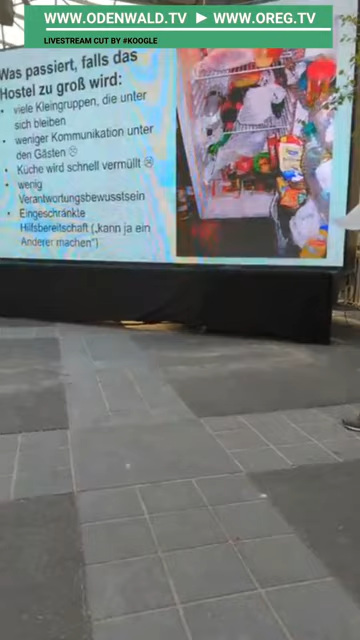 WWW.ODENWALD.TV ► WWW.OREG.TV
LIVESTREAM CUT BY #KOOGLE
Was passiert, falls das
Hostel zu groß wird:
• viele Kleingruppen, die unter
sich bleiben
• weniger Kommunikation unter
den Gästen ☹
• Küche wird schnell vermüllt ☹
• wenig
Verantwortungsbewusstsein
• Eingeschränkte
Hilfsbereitschaft („kann ja ein
Anderer machen“)